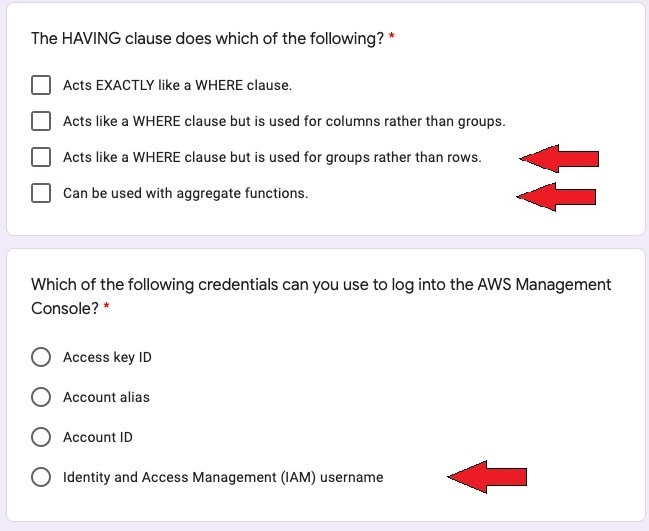 The HAVING clause does which of the following? *
Acts EXACTLY like a WHERE clause.
Acts like a WHERE clause but is used for columns rather than groups.
Acts like a WHERE clause but is used for groups rather than rows.
Can be used with aggregate functions.
Which of the following credentials can you use to log into the AWS Management
Console? *
Access key ID
Account alias
Account ID
Identity and Access Management (IAM) username